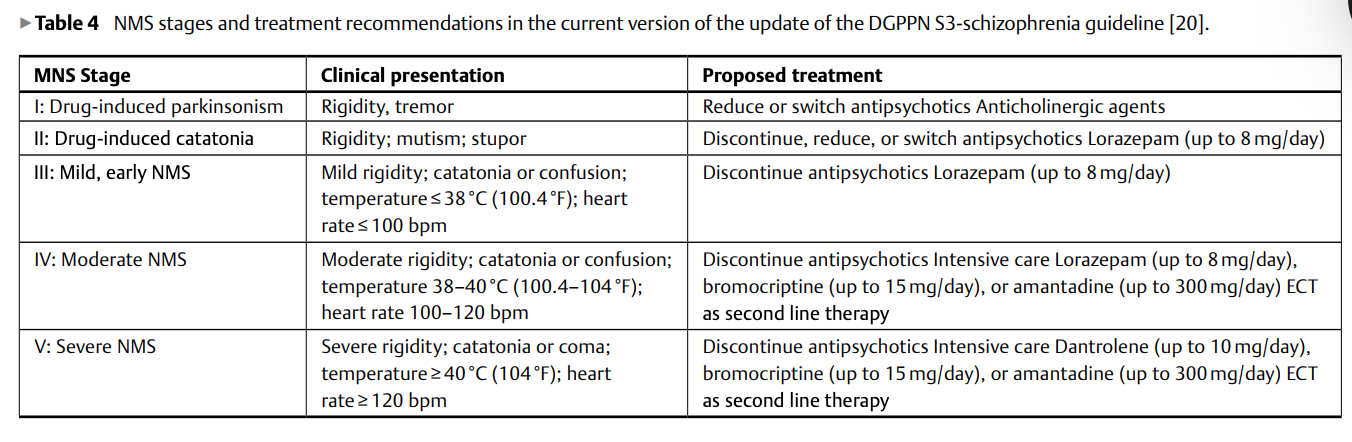 ▶Table 4 NMS stages and treatment recommendations in the current version of the update of the DGPPN S3-schizophrenia guideline [20].
MNS Stage Clinical presentation Proposed treatment
I: Drug-induced parkinsonism Rigidity, tremor Reduce or switch antipsychotics Anticholinergic agents
II: Drug-induced catatonia Rigidity; mutism; stupor Discontinue, reduce, or switch antipsychotics Lorazepam (up to 8 mg/day)
III: Mild, early NMS Mild rigidity; catatonia or confusion; Discontinue antipsychotics Lorazepam (up to 8 mg/day)
temperature ≤ 38 °C (100.4 °F); heart
rate ≤ 100 bpm
IV: Moderate NMS Moderate rigidity; catatonia or confusion; Discontinue antipsychotics Intensive care Lorazepam (up to 8 mg/day),
temperature 38–40 °C (100.4–104 °F); bromocriptine (up to 15 mg/day), or amantadine (up to 300 mg/day) ECT
heart rate 100–120 bpm as second line therapy
V: Severe NMS Severe rigidity; catatonia or coma; Discontinue antipsychotics Intensive care Dantrolene (up to 10 mg/day),
temperature ≥ 40 °C (104 °F); heart bromocriptine (up to 15 mg/day), or amantadine (up to 300 mg/day) ECT
rate ≥ 120 bpm as second line therapy